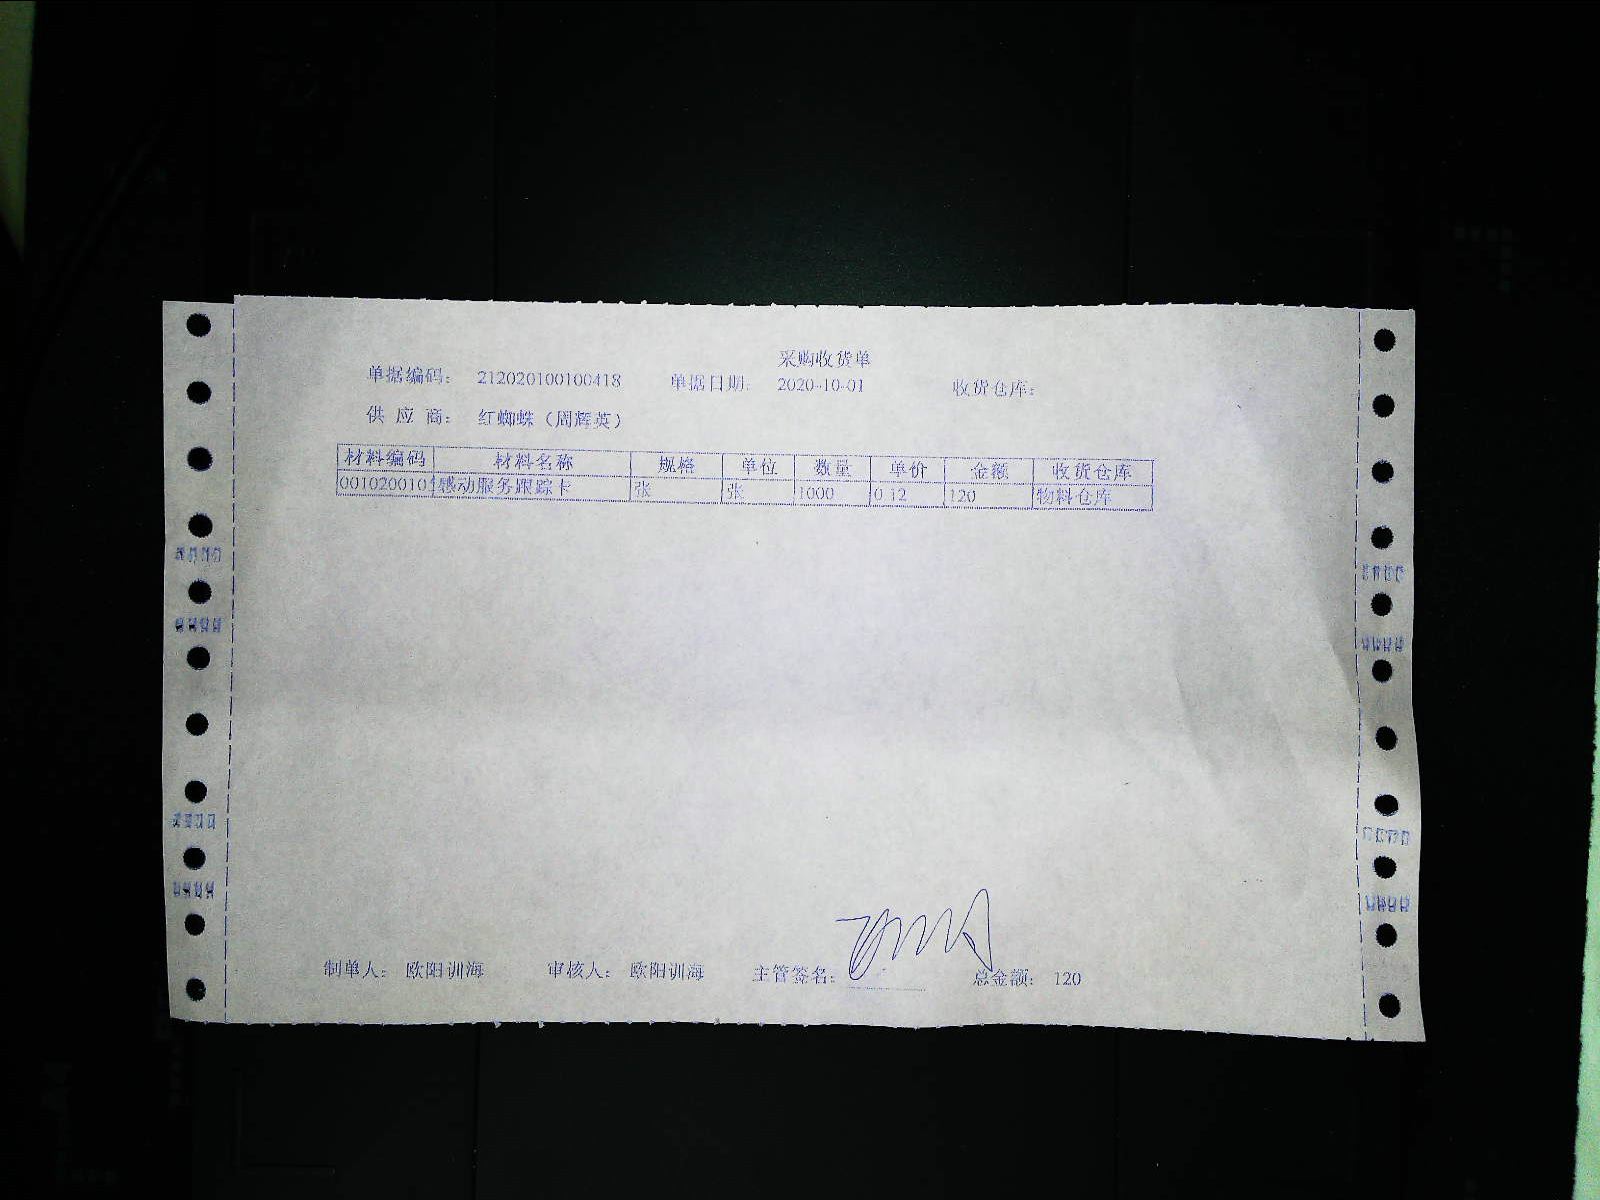 采购收货单
单据编码： 212020100100418 单据日期： 2020-10-01 收货仓库：
供 应 商： 红蜘蛛（周辉英）
材料编码 材料名称 规格 单位 数量 单价 金额 收货仓库
001020010 感动服务跟踪卡 张 张 1000 0.12 120 物料仓库
制单人： 欧阳训海 审核人： 欧阳训海 主管签名： 总金额： 120